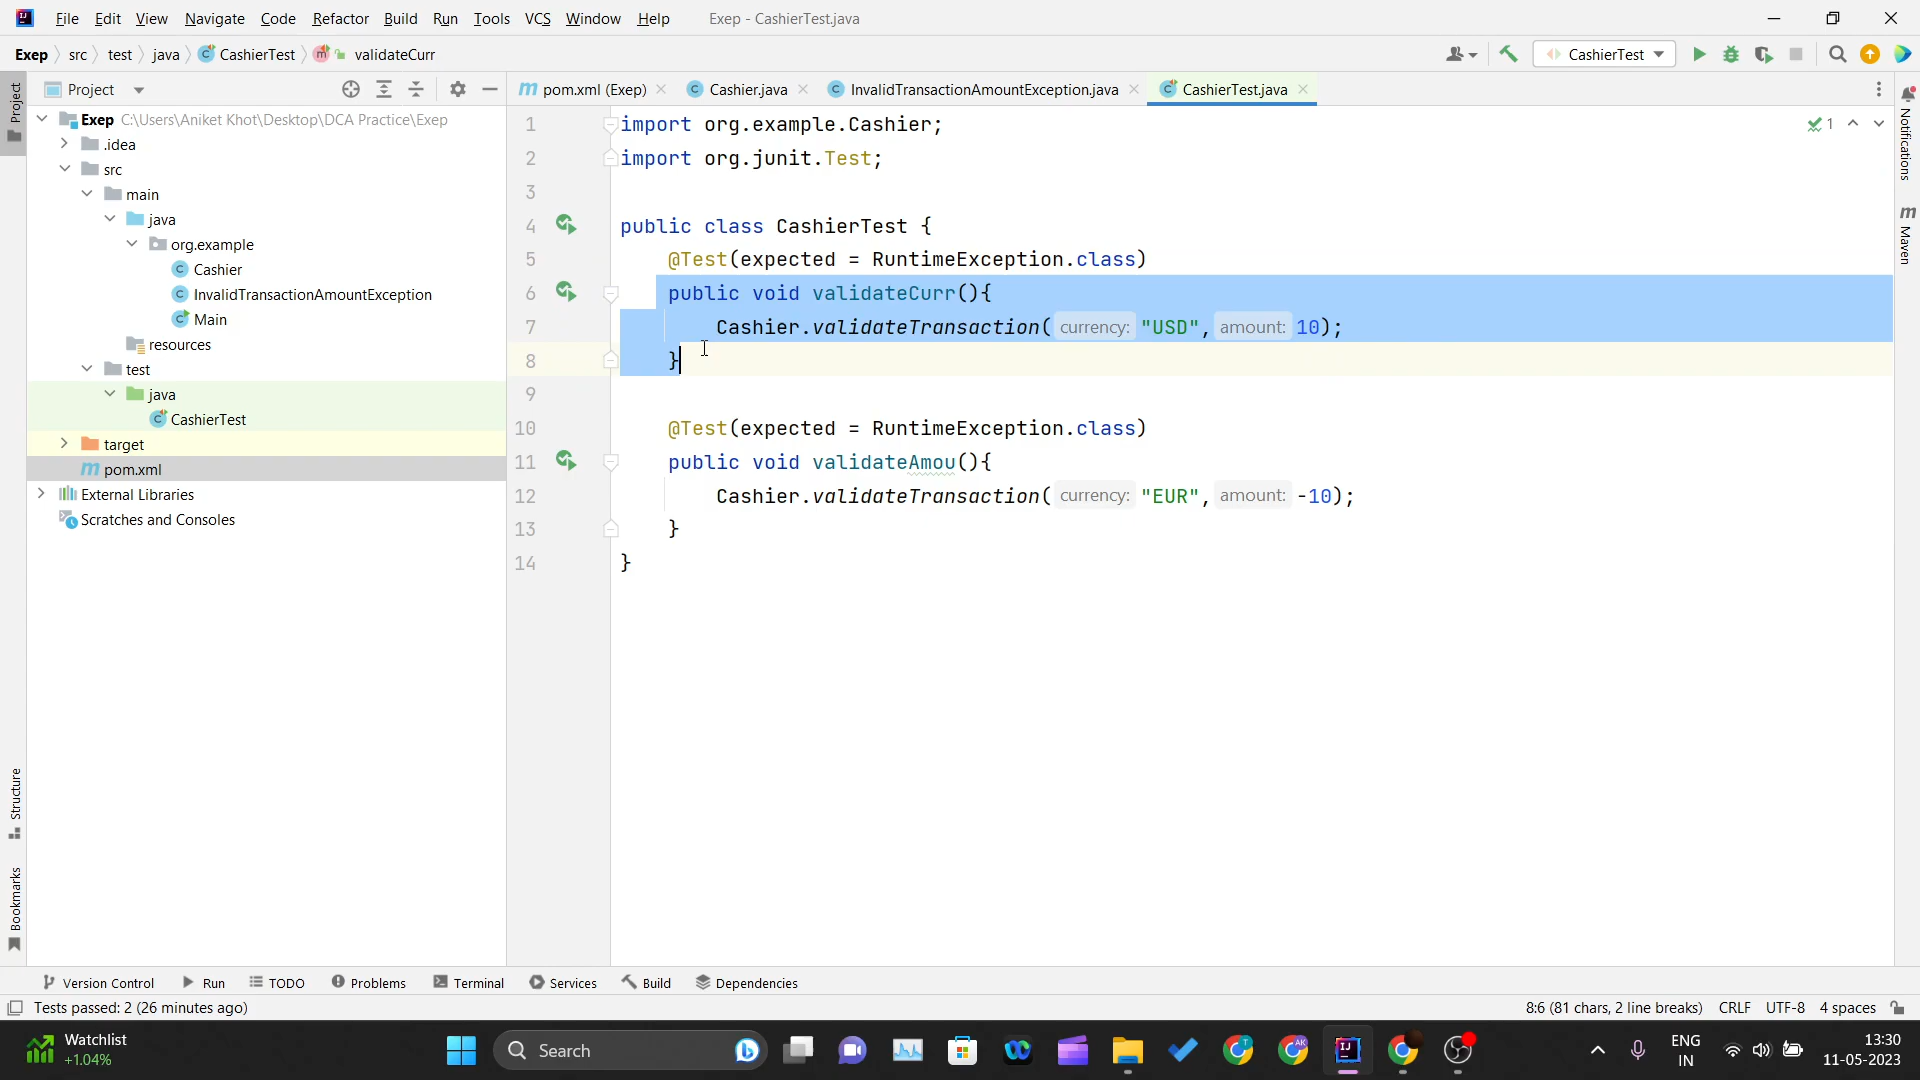 File Edit View Navigate Code Refactor Build Run Tools VCS Window Help Exep - CashierTest.java
Exep src test java CashierTest m validateCurr CashierTest
Project pom.xml (Exep) Cashier.java InvalidTransactionAmountException.java CashierTest.java
Project
Exep C:\Users\Aniket Khot\Desktop\DCA Practice\Exep
.idea
src
main
java
org.example
Cashier
InvalidTransactionAmountException
Main
resources
test
java
CashierTest
target
pom.xml
External Libraries
Scratches and Consoles
Structure
Bookmarks
1 import org.example.Cashier;
2 import org.junit.Test;
3
4 public class CashierTest {
5 @Test(expected = RuntimeException.class)
6 public void validateCurr(){
7 Cashier.validateTransaction( currency: "USD", amount: 10);
8 }
9
10 @Test(expected = RuntimeException.class)
11 public void validateAmou(){
12 Cashier.validateTransaction( currency: "EUR", amount: -10);
13 }
14 }
1
Notifications
Maven
Version Control Run TODO Problems Terminal Services Build Dependencies
Tests passed: 2 (26 minutes ago) 8:6 (81 chars, 2 line breaks) CRLF UTF-8 4 spaces
Watchlist
+1.04%
Search
ENG
IN
13:30
11-05-2023